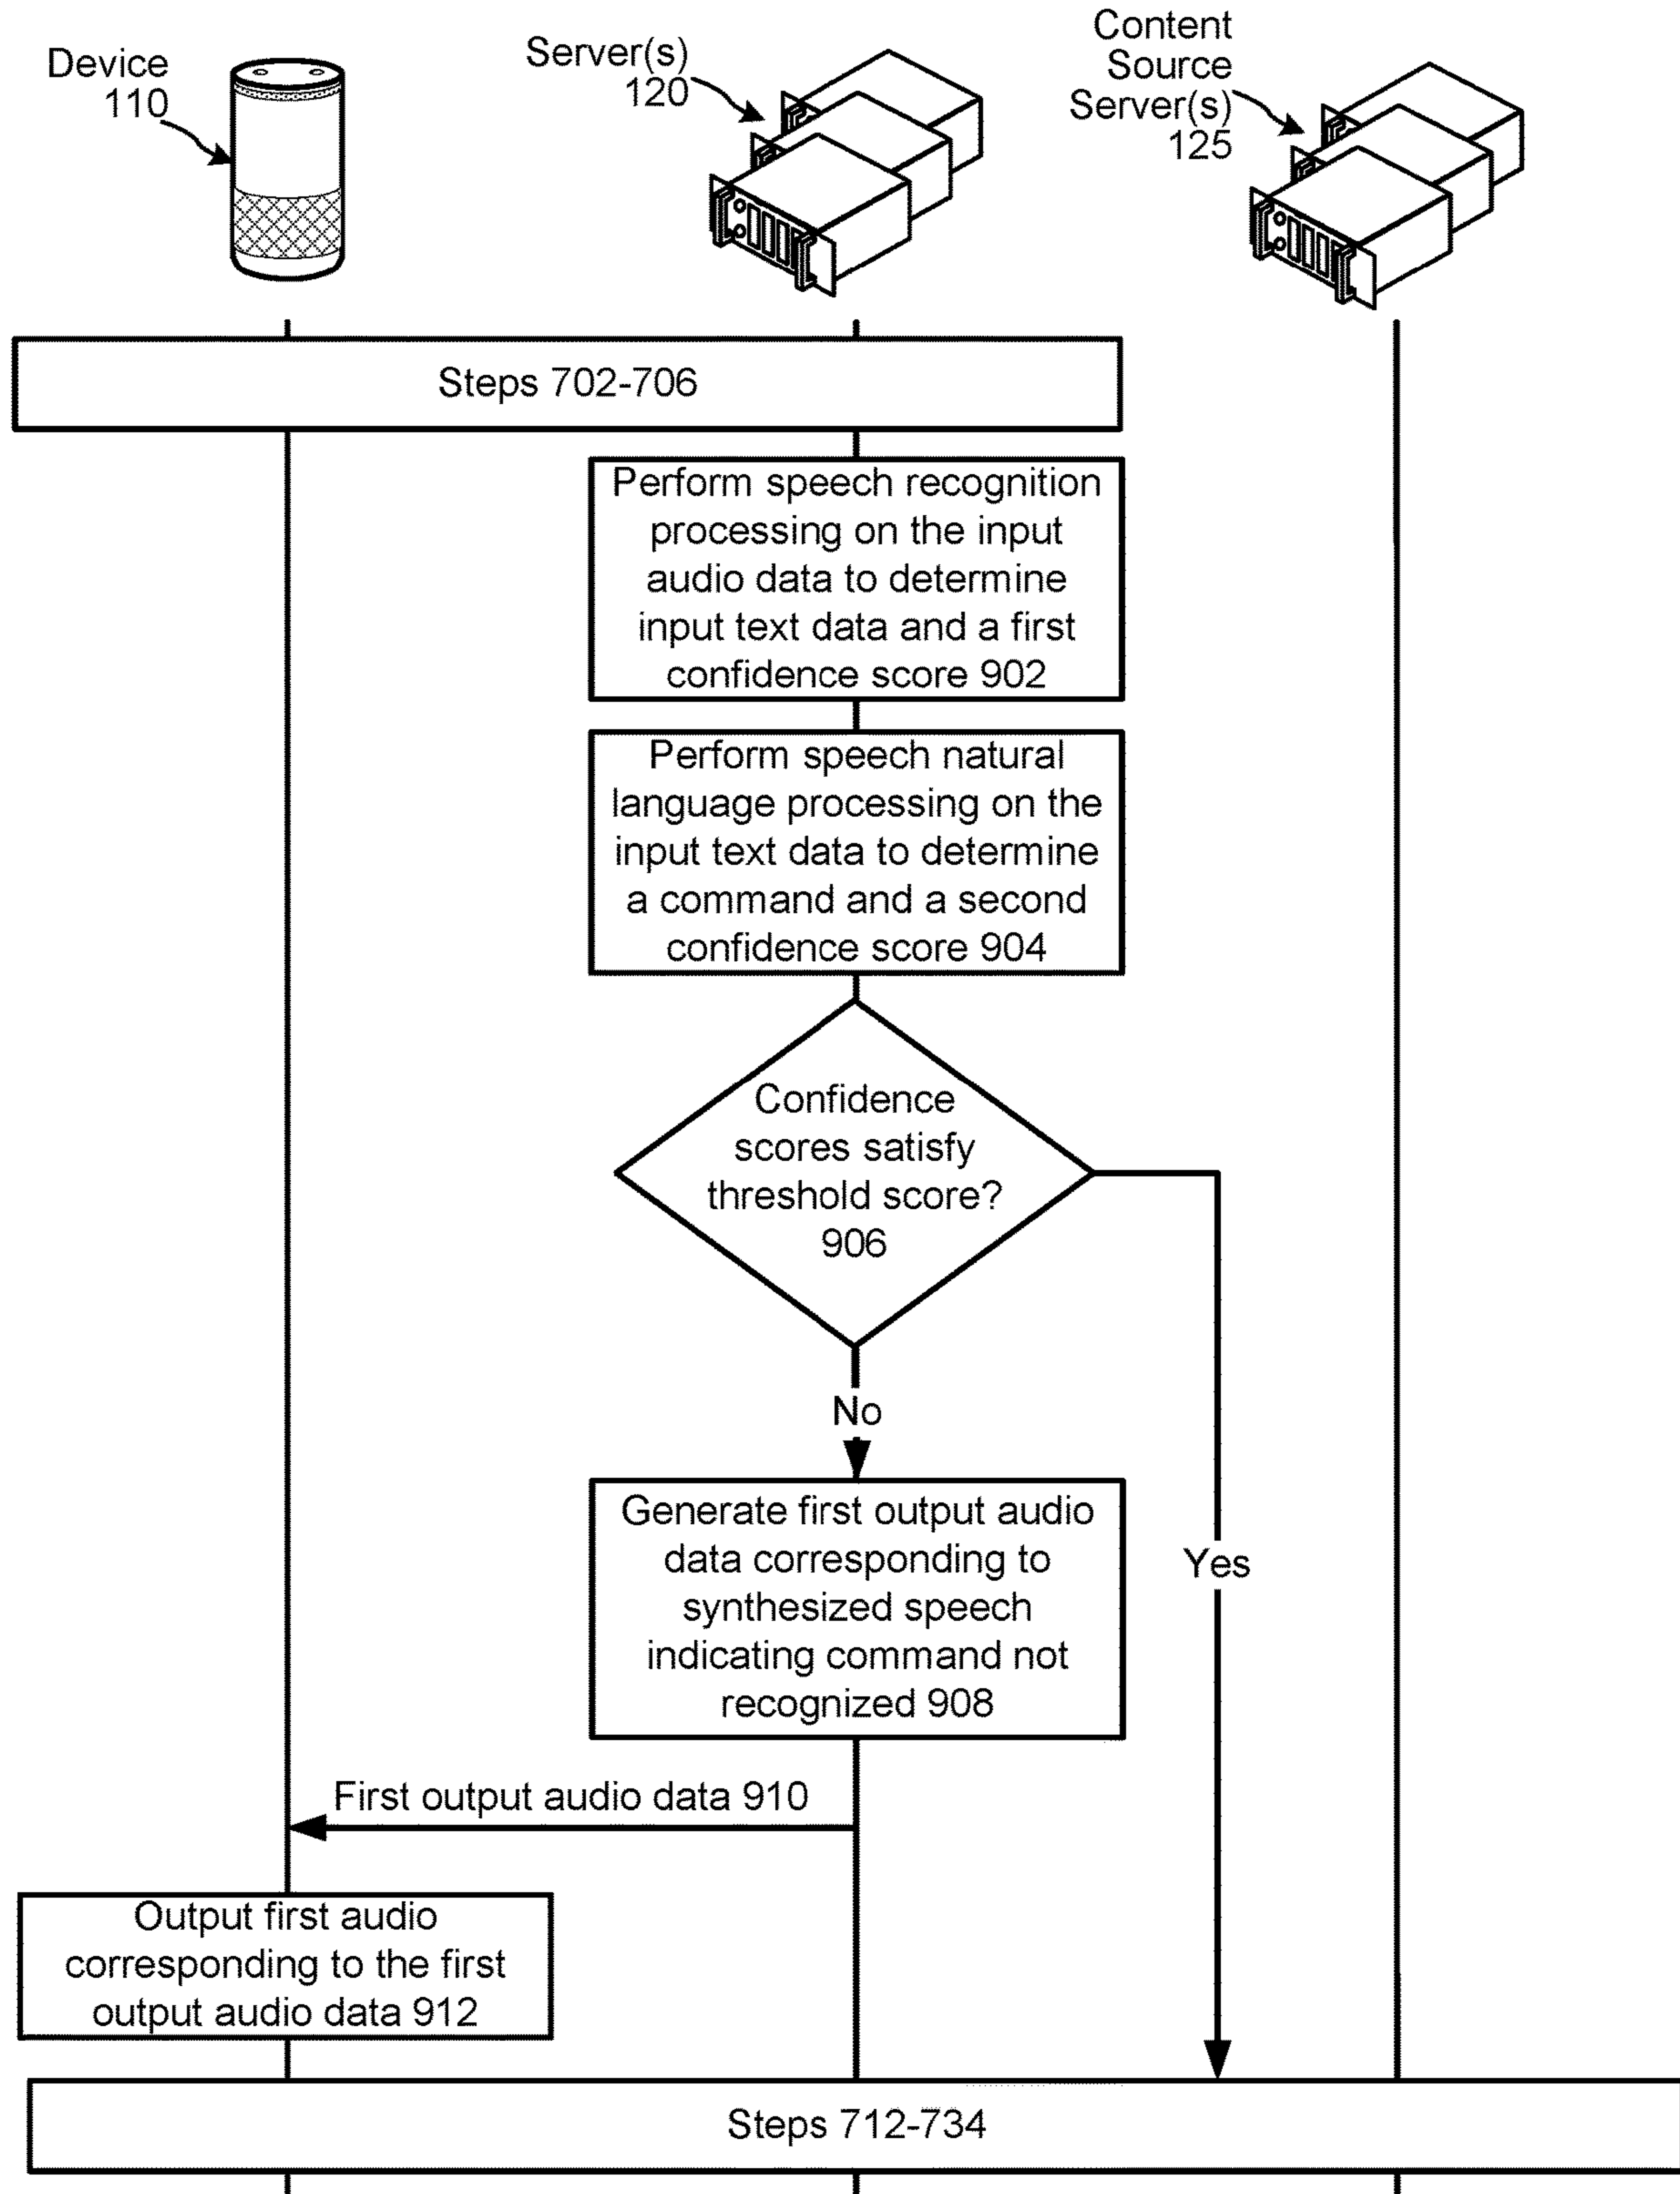 Device
110
Server(s)
120
Content
Source
Server(s)
125
Steps 702-706
Perform speech recognition
processing on the input
audio data to determine
input text data and a first
confidence score 902
Perform speech natural
language processing on the
input text data to determine
a command and a second
confidence score 904
Confidence
scores satisfy
threshold score?
906
No
Yes
Generate first output audio
data corresponding to
synthesized speech
indicating command not
recognized 908
First output audio data 910
Output first audio
corresponding to the first
output audio data 912
Steps 712-734